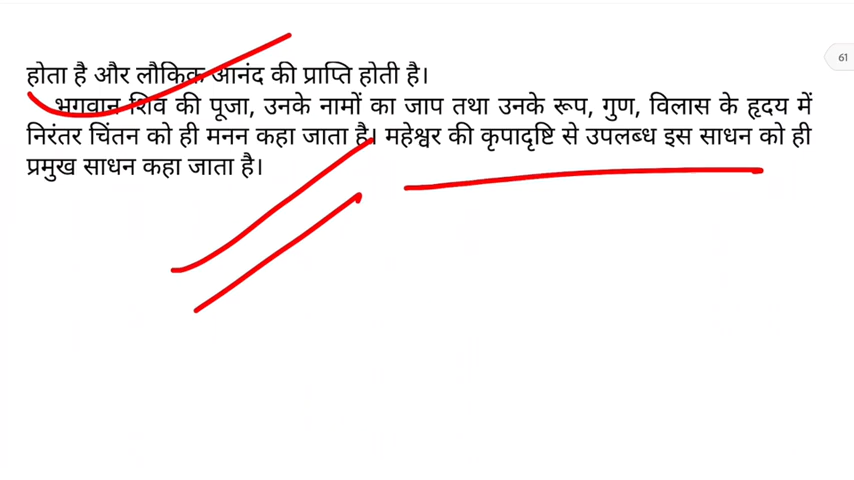 61
होता है और लौकिक आनंद की प्राप्ति होती है।
भगवान शिव की पूजा, उनके नामों का जाप तथा उनके रूप, गुण, विलास के हृदय में
निरंतर चिंतन को ही मनन कहा जाता है। महेश्वर की कृपादृष्टि से उपलब्ध इस साधन को ही
प्रमुख साधन कहा जाता है।